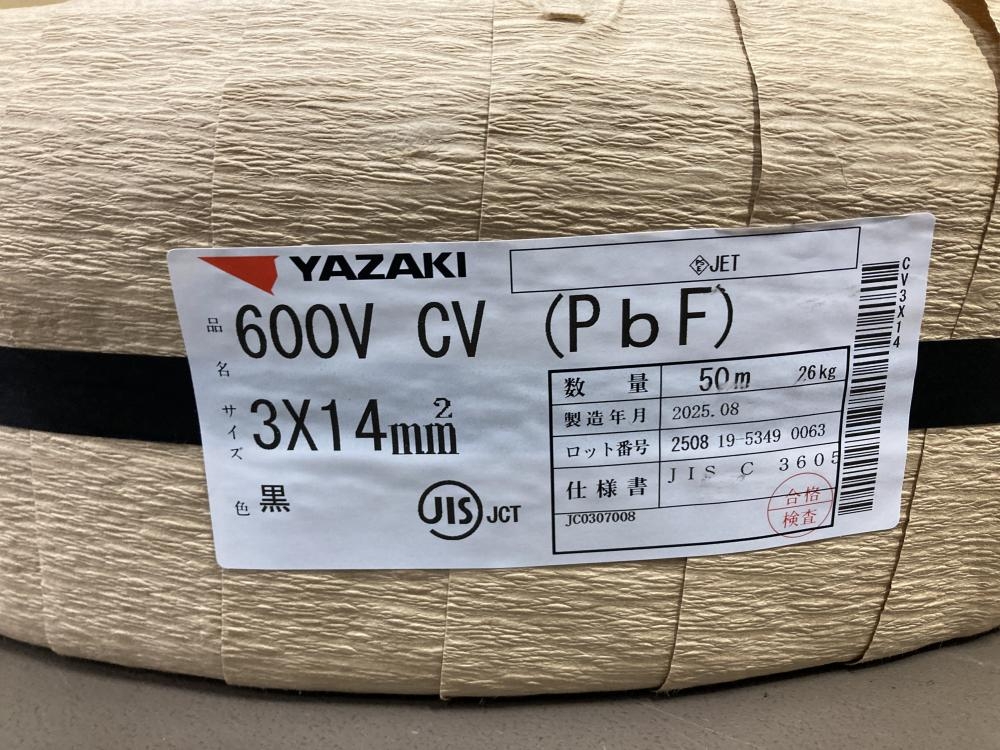 YAZAKI
PSE JET
品名 600V CV (PbF)
サイズ 3X14mm²
色 黒
JIS JCT
数量 50m 26kg
製造年月 2025.08
ロット番号 2508 19-5349 0063
仕様書 JIS C 3605
JC0307008
合格
検査
CV3X14